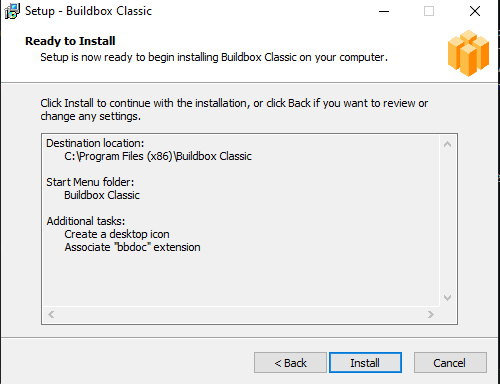 Setup - Buildbox Classic
Ready to Install
Setup is now ready to begin installing Buildbox Classic on your computer.
Click Install to continue with the installation, or click Back if you want to review or
change any settings.
Destination location:
C:\Program Files (x86)\Buildbox Classic
Start Menu folder:
Buildbox Classic
Additional tasks:
Create a desktop icon
Associate "bbdoc" extension
< Back
Install
Cancel